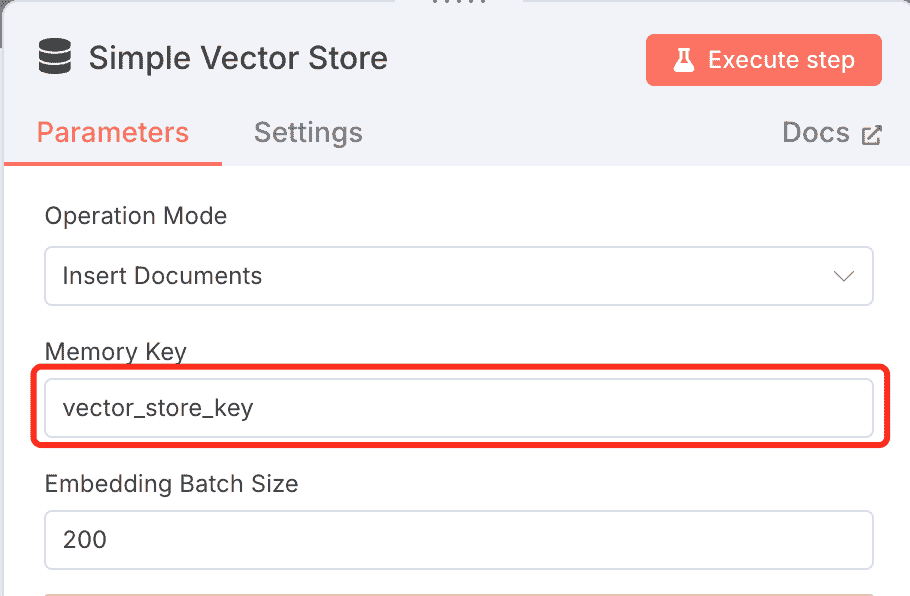 Simple Vector Store
Execute step
Parameters
Settings
Docs
Operation Mode
Insert Documents
Memory Key
vector_store_key
Embedding Batch Size
200